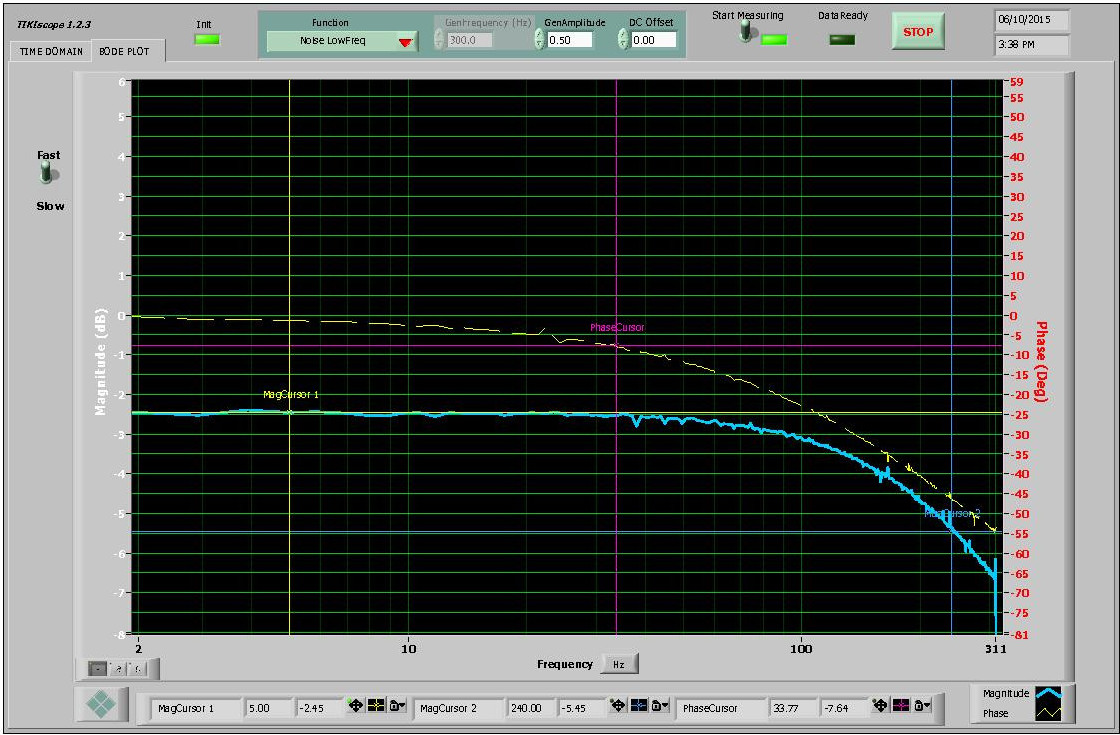 TIKIscope 1.2.3
Init
Function
GenFrequency (Hz)
GenAmplitude
DC Offset
Start Measuring
DataReady
06/10/2015
TIME DOMAIN
BODE PLOT
Noise LowFreq
300.0
0.50
0.00
STOP
3:38 PM
Fast
Slow
6
5
4
3
2
1
0
-1
-2
-3
-4
-5
-6
-7
-8
Magnitude (dB)
59
55
50
45
40
35
30
25
20
15
10
5
0
-5
-10
-15
-20
-25
-30
-35
-40
-45
-50
-55
-60
-65
-70
-75
-81
Phase (Deg)
PhaseCursor
MagCursor 1
MagCursor 2
2
10
100
311
Frequency
Hz
MagCursor 1 5.00 -2.45
MagCursor 2 240.00 -5.45
PhaseCursor 33.77 -7.64
Magnitude
Phase